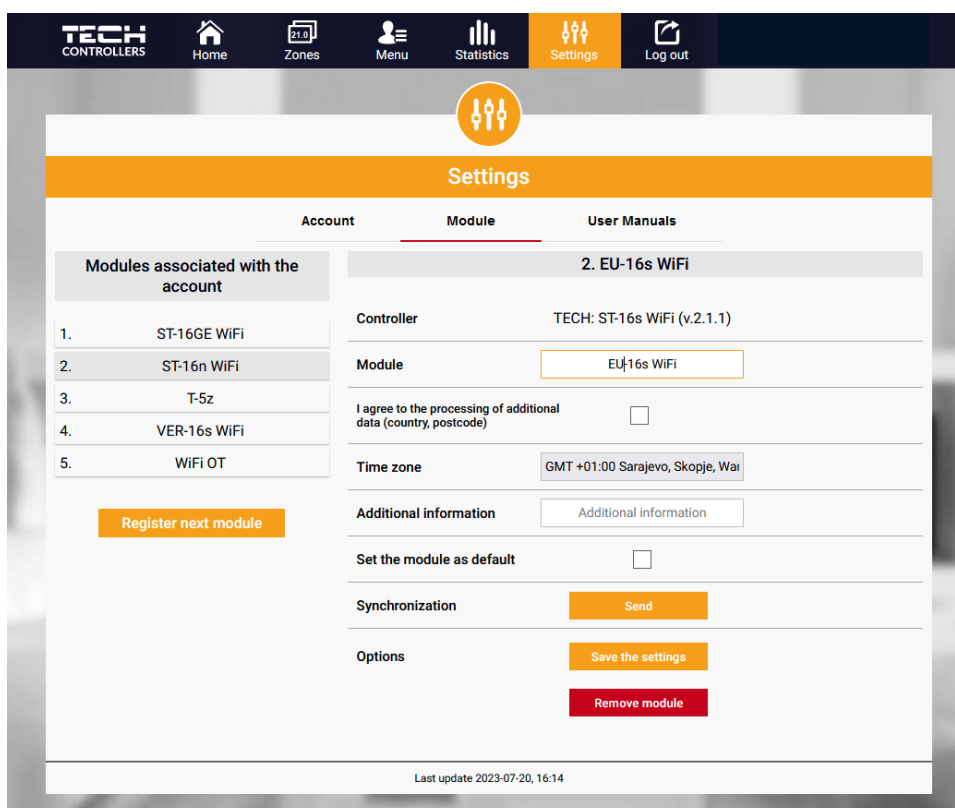 TECH
CONTROLLERS
Home
21.0
Zones
Menu
Statistics
Settings
Log out
Settings
Account
Module
User Manuals
Modules associated with the
account
1. ST-16GE WiFi
2. ST-16n WiFi
3. T-5z
4. VER-16s WiFi
5. WiFi OT
Register next module
2. EU-16s WiFi
Controller TECH: ST-16s WiFi (v.2.1.1)
Module EU-16s WiFi
I agree to the processing of additional
data (country, postcode)
Time zone GMT +01:00 Sarajevo, Skopje, War
Additional information Additional information
Set the module as default
Synchronization Send
Options Save the settings
Remove module
Last update 2023-07-20, 16:14